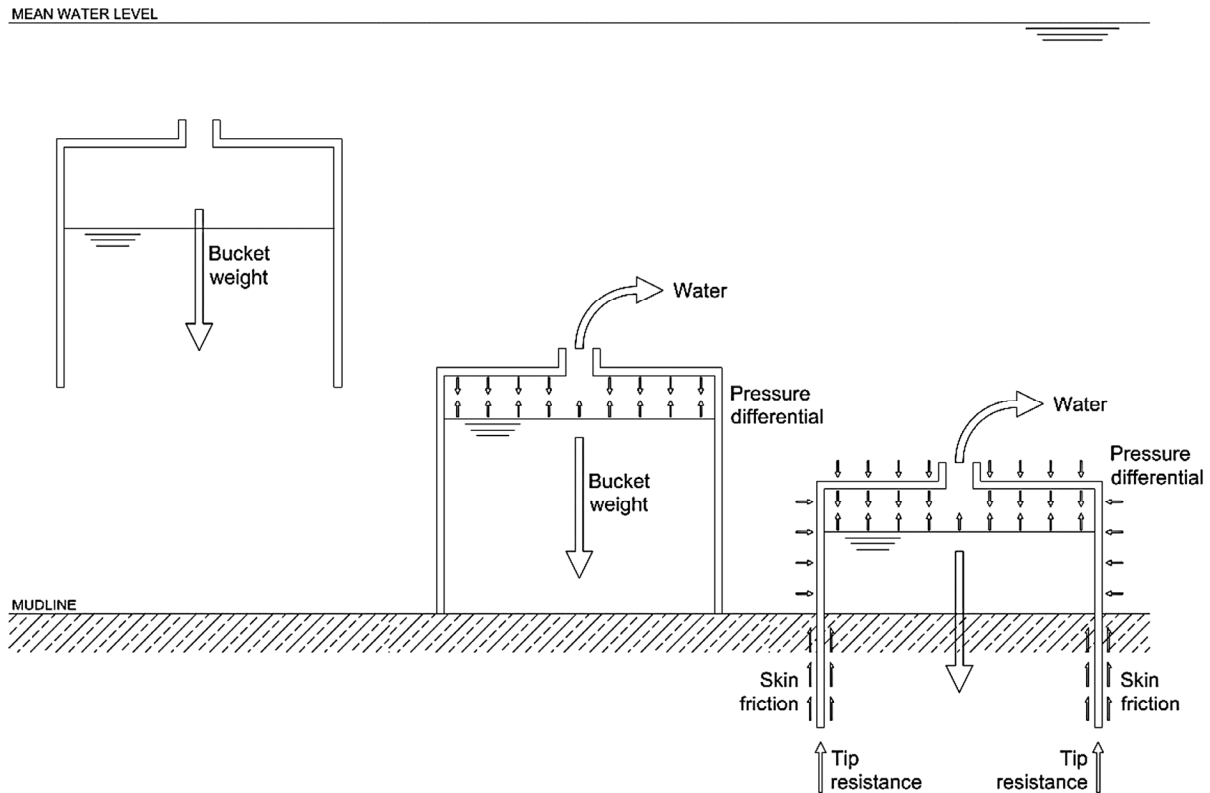 MEAN WATER LEVEL
Bucket
weight
Water
Pressure
differential
Bucket
weight
Water
Pressure
differential
MUDLINE
Skin
friction
Skin
friction
Tip
resistance
Tip
resistance